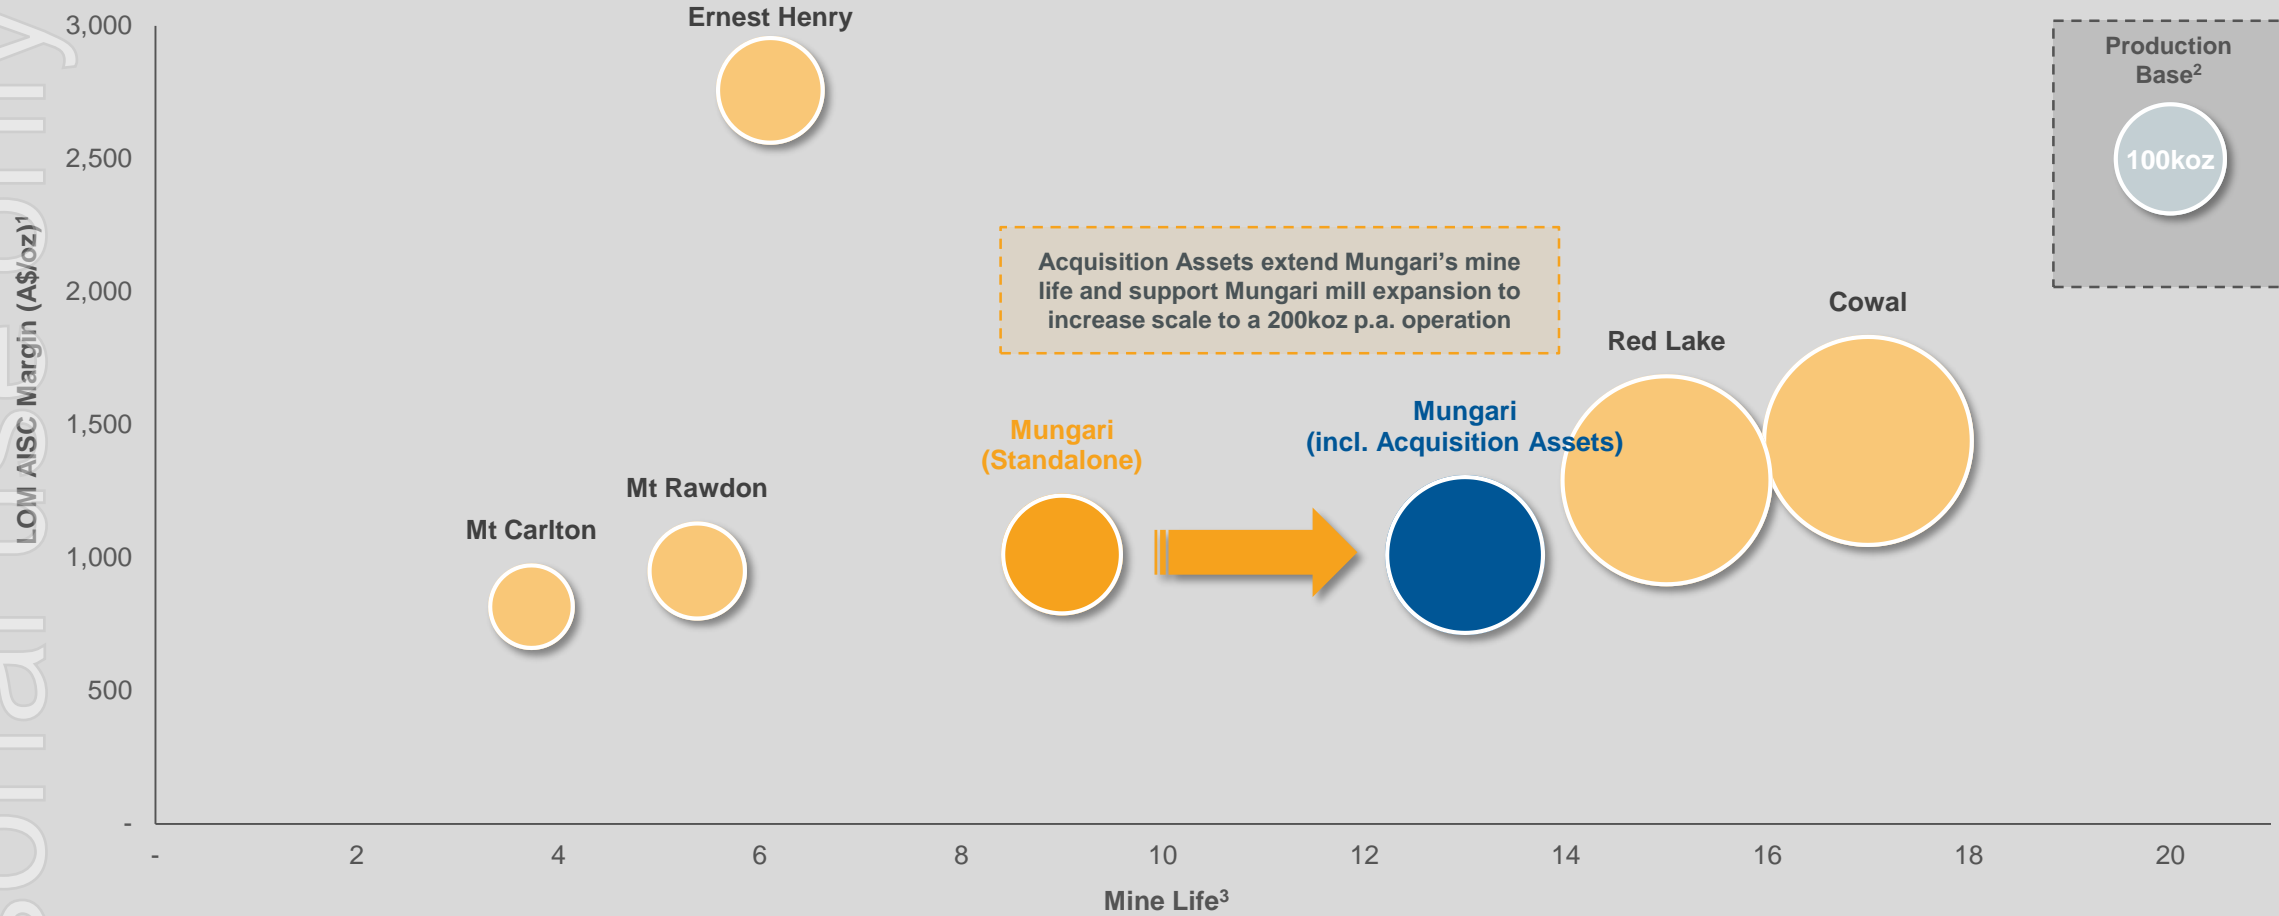 Ernest Henry
3,000
2,500
2,000
1,500
1,000
500
-
LOM AISC Margin (A$/oz)¹
Production
Base²
100koz
Acquisition Assets extend Mungari’s mine
life and support Mungari mill expansion to
increase scale to a 200koz p.a. operation
Cowal
Red Lake
Mungari
(incl. Acquisition Assets)
Mungari
(Standalone)
Mt Rawdon
Mt Carlton
- 2 4 6 8 10 12 14 16 18 20
Mine Life³